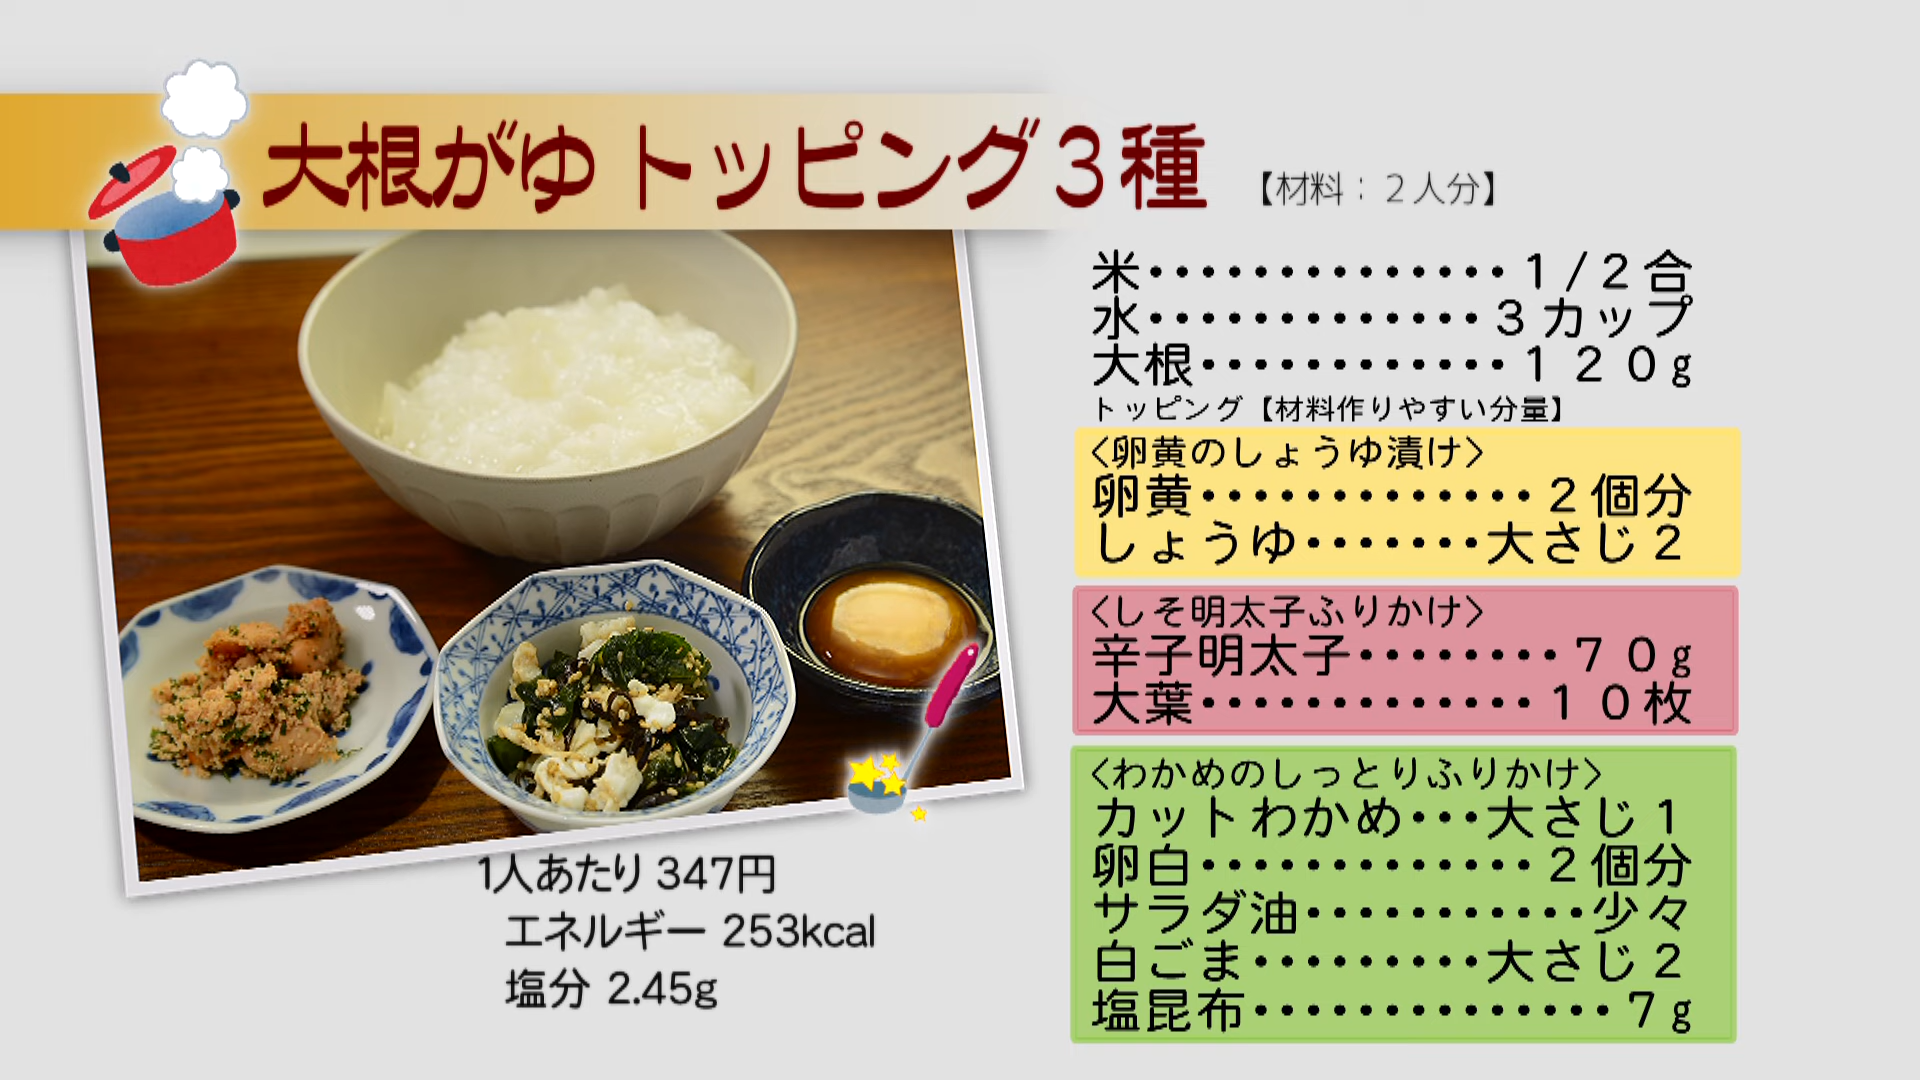 大根がゆ トッピング３種
【材料：２人分】
米・・・・・・・・・・・・・・１/２合
水・・・・・・・・・・・・・３カップ
大根・・・・・・・・・・・・１２０g
トッピング【材料作りやすい分量】
〈卵黄のしょうゆ漬け〉
卵黄・・・・・・・・・・・・・２個分
しょうゆ・・・・・・・大さじ２
〈しそ明太子ふりかけ〉
辛子明太子・・・・・・・・７０g
大葉・・・・・・・・・・・・・１０枚
〈わかめのしっとりふりかけ〉
カットわかめ・・・大さじ１
卵白・・・・・・・・・・・・・２個分
サラダ油・・・・・・・・・・・少々
白ごま・・・・・・・・・大さじ２
塩昆布・・・・・・・・・・・・・・７g
1人あたり 347円
エネルギー 253kcal
塩分 2.45g